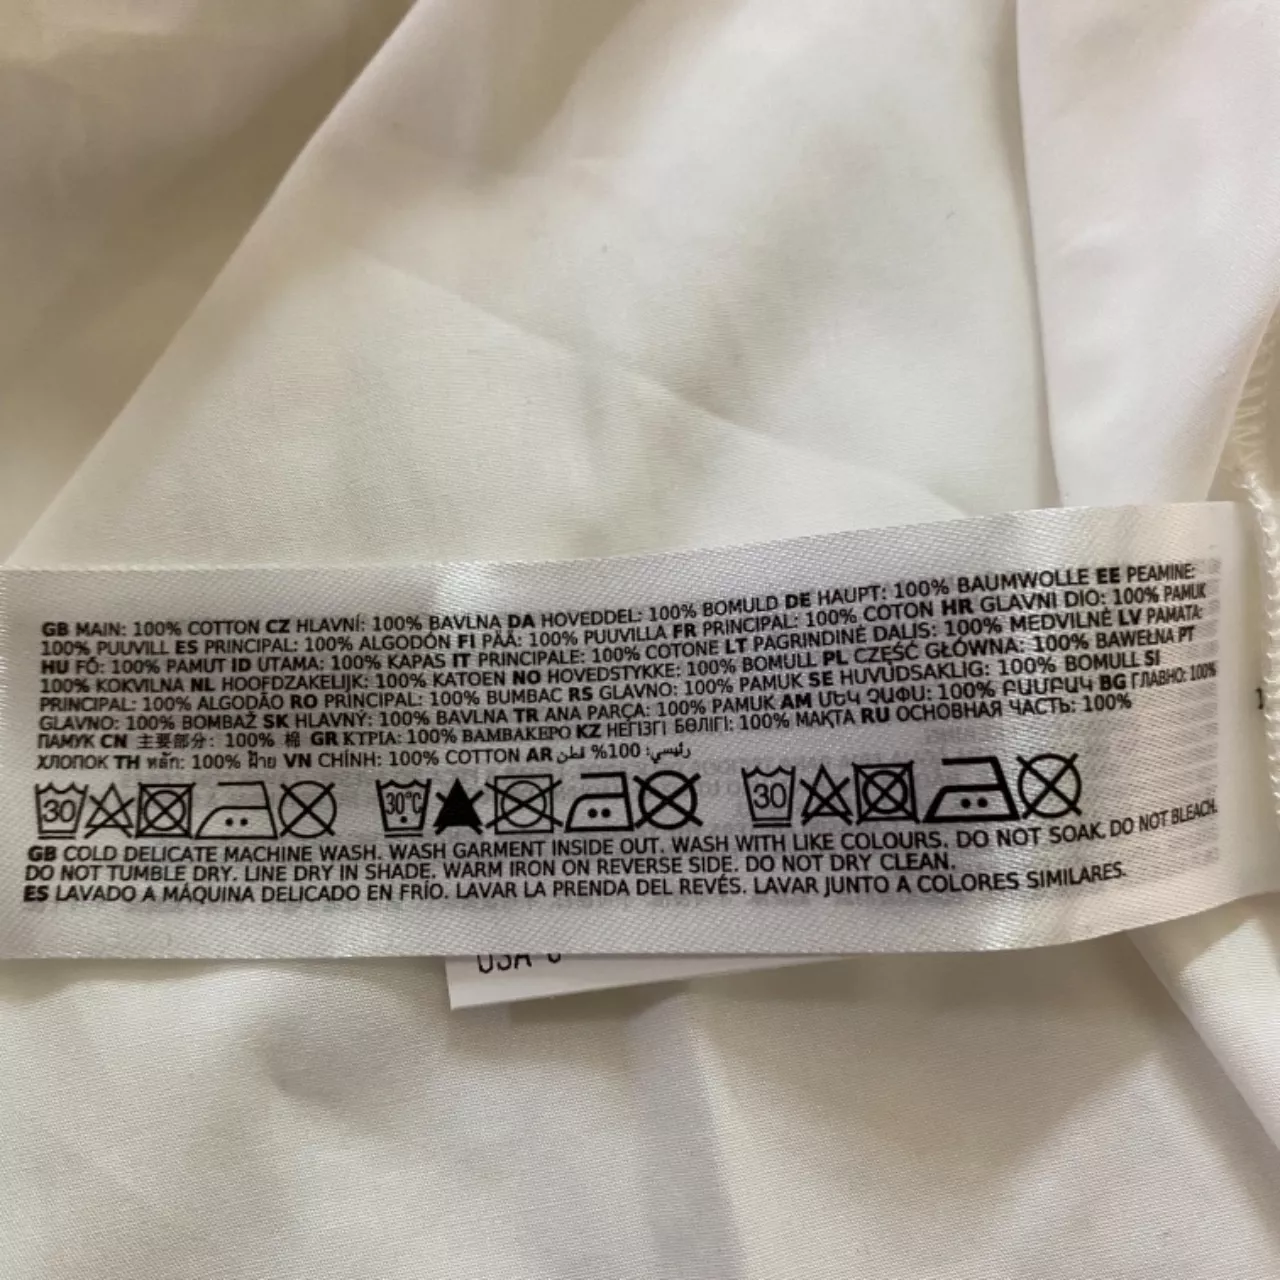 GB MAIN: 100% COTTON CZ HLAVNÍ: 100% BAVLNA DA HOVEDDEL: 100% BOMULD DE HAUPT: 100% BAUMWOLLE EE PEAMINE:
100% PUUVILL ES PRINCIPAL: 100% ALGODÓN FI PÄÄ: 100% PUUVILLA FR PRINCIPAL: 100% COTON HR GLAVNI DIO: 100% PAMUK
HU FŐ: 100% PAMUT ID UTAMA: 100% KAPAS IT PRINCIPALE: 100% COTONE LT PAGRINDINĖ DALIS: 100% MEDVILNĖ LV PAMATA:
100% KOKVILNA NL HOOFDZAKELIJK: 100% KATOEN NO HOVEDSTYKKE: 100% BOMULL PL CZĘŚĆ GŁÓWNA: 100% BAWEŁNA PT
PRINCIPAL: 100% ALGODÃO RO PRINCIPAL: 100% BUMBAC RS GLAVNO: 100% PAMUK SE HUVUDSAKLIG: 100% BOMULL SI
GLAVNO: 100% BOMBAŽ SK HLAVNÝ: 100% BAVLNA TR ANA PARÇA: 100% PAMUK AM ՄԵԿ ՉԱՓՍ: 100% ԲԱՄԲԱԿ BG ГЛАВНО: 100%
ПАМУК CN 主要部分: 100% 棉 GR ΚΤΡΙΑ: 100% ΒΑΜΒΑΚΕΡΟ KZ НЕГІЗГІ БӨЛІГІ: 100% МАҚТА RU ОСНОВНАЯ ЧАСТЬ: 100%
ХЛОПОК TH หลัก: 100% ฝ้าย VN CHÍNH: 100% COTTON AR رئيسي: 100% قطن
30 30°C 30
GB COLD DELICATE MACHINE WASH. WASH GARMENT INSIDE OUT. WASH WITH LIKE COLOURS. DO NOT SOAK. DO NOT BLEACH.
DO NOT TUMBLE DRY. LINE DRY IN SHADE. WARM IRON ON REVERSE SIDE. DO NOT DRY CLEAN.
ES LAVADO A MÁQUINA DELICADO EN FRÍO. LAVAR LA PRENDA DEL REVÉS. LAVAR JUNTO A COLORES SIMILARES.
USA